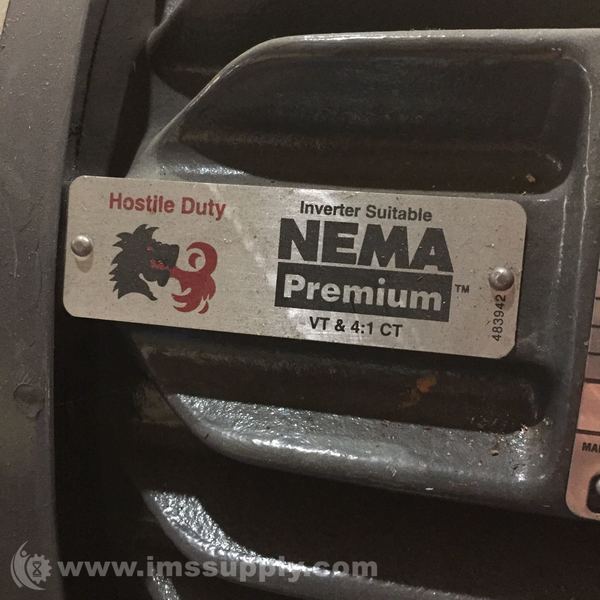 Hostile Duty
Inverter Suitable
NEMA
Premium™
VT & 4:1 CT
483942
www.imssupply.com